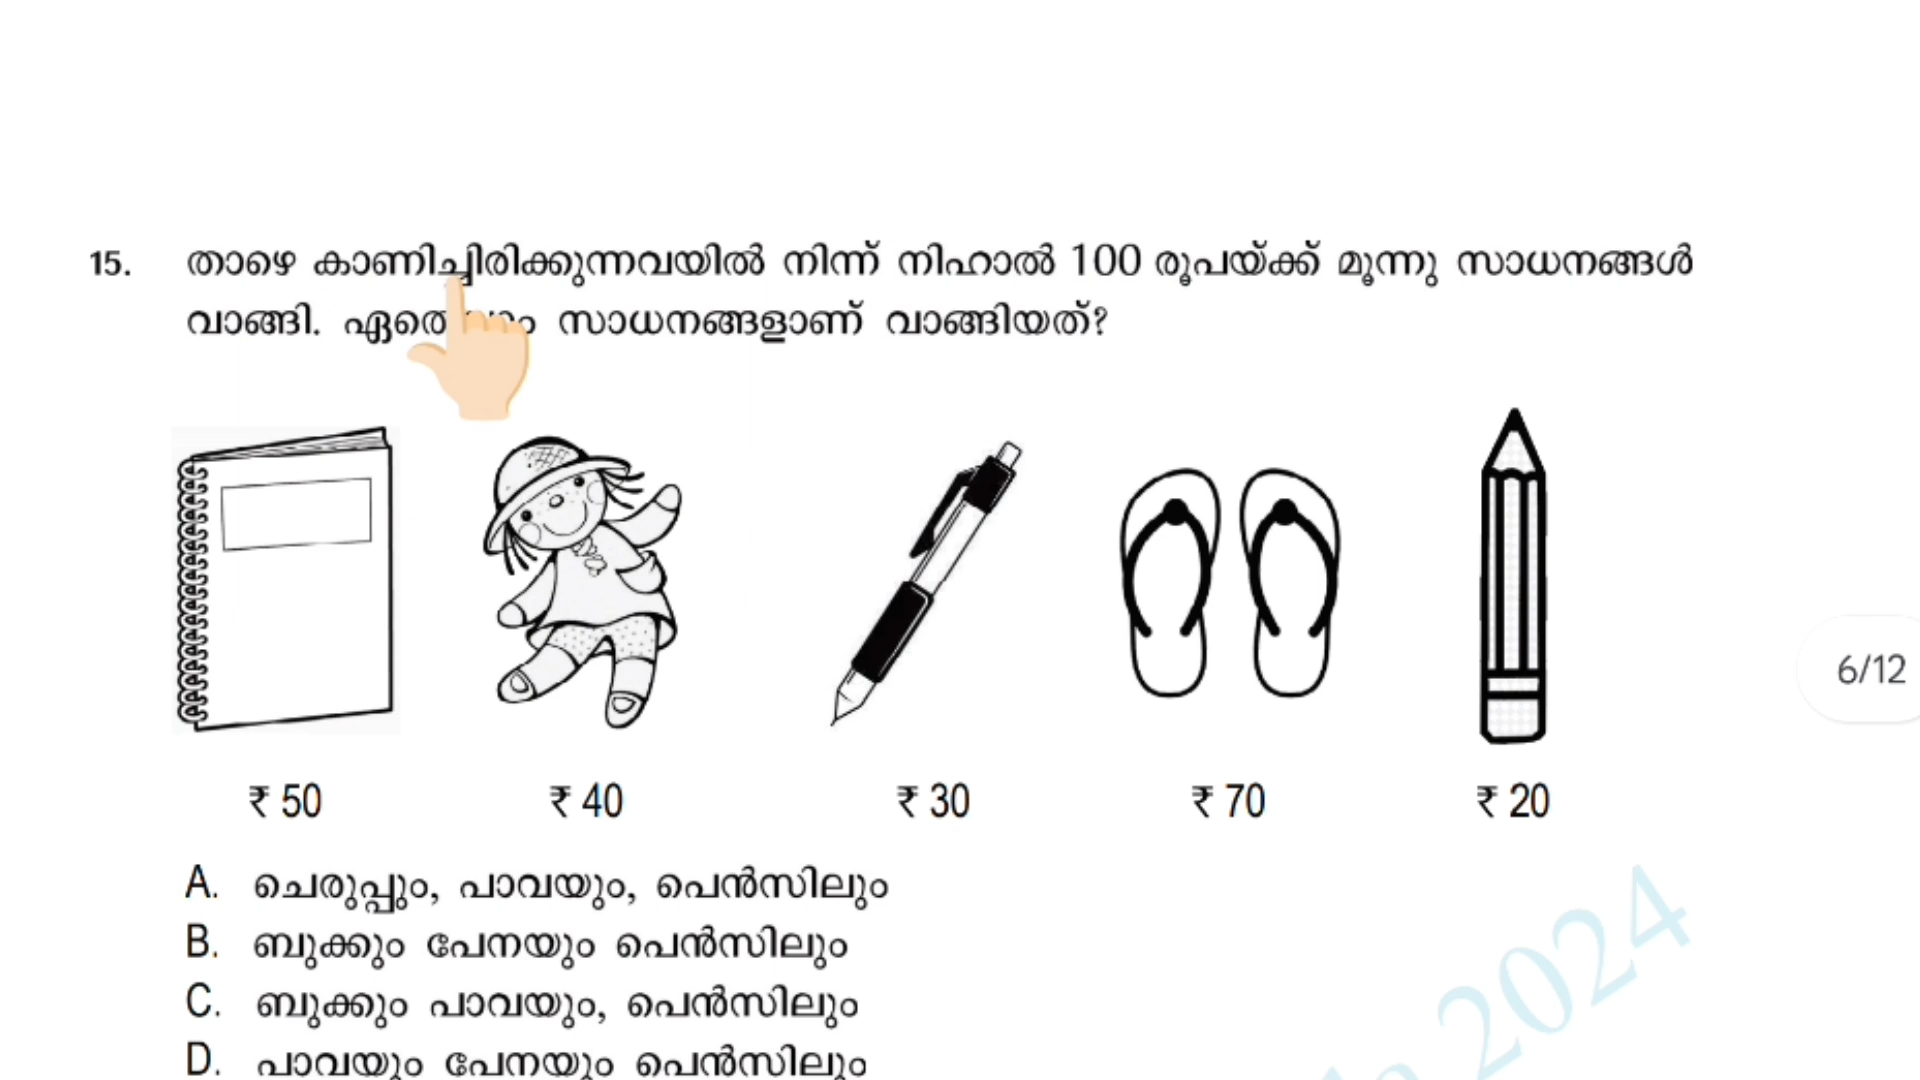 15. താഴെ കാണിച്ചിരിക്കുന്നവയിൽ നിന്ന് നിഹാൽ 100 രൂപയ്ക്ക് മൂന്നു സാധനങ്ങൾ
വാങ്ങി. സാധനങ്ങളാണ് വാങ്ങിയത്?
₹ 50 ₹ 40 ₹ 30 ₹ 70 ₹ 20
6/12
A. ചെരുപ്പും, പാവയും, പെൻസിലും
B. ബുക്കും പേനയും പെൻസിലും
C. ബുക്കും പാവയും, പെൻസിലും
D. പാവയും പേനയും പെൻസിലും
2024